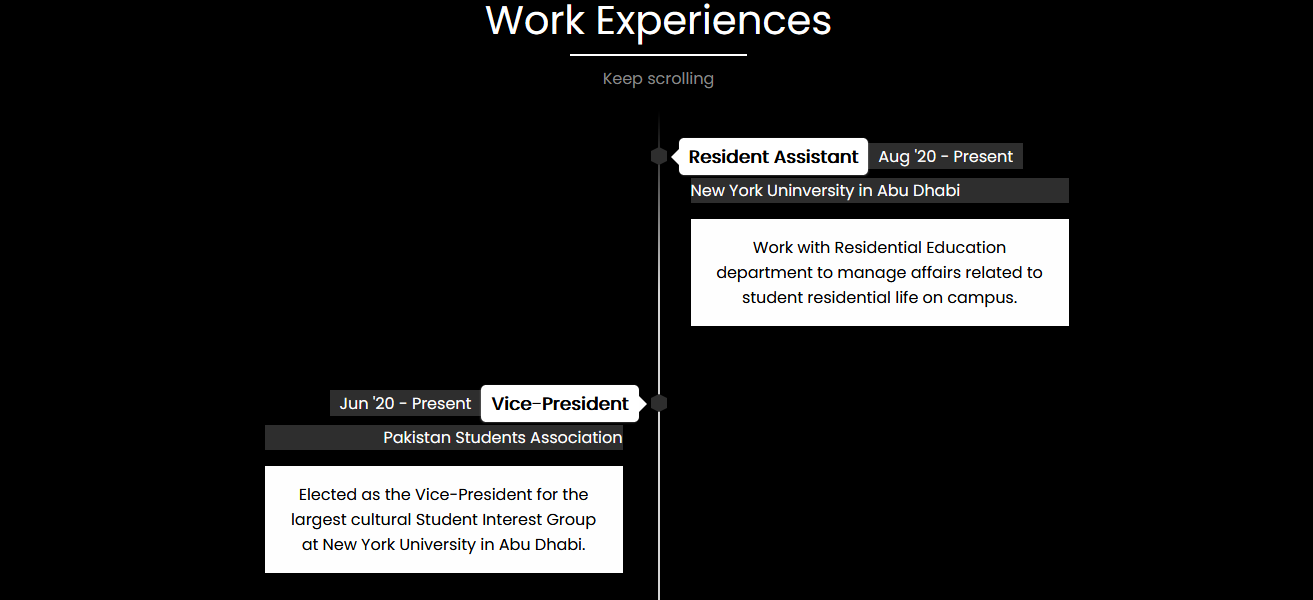 Work Experiences
Keep scrolling
Resident Assistant Aug '20 - Present
New York Uninversity in Abu Dhabi
Work with Residential Education
department to manage affairs related to
student residential life on campus.
Jun '20 - Present Vice-President
Pakistan Students Association
Elected as the Vice-President for the
largest cultural Student Interest Group
at New York University in Abu Dhabi.